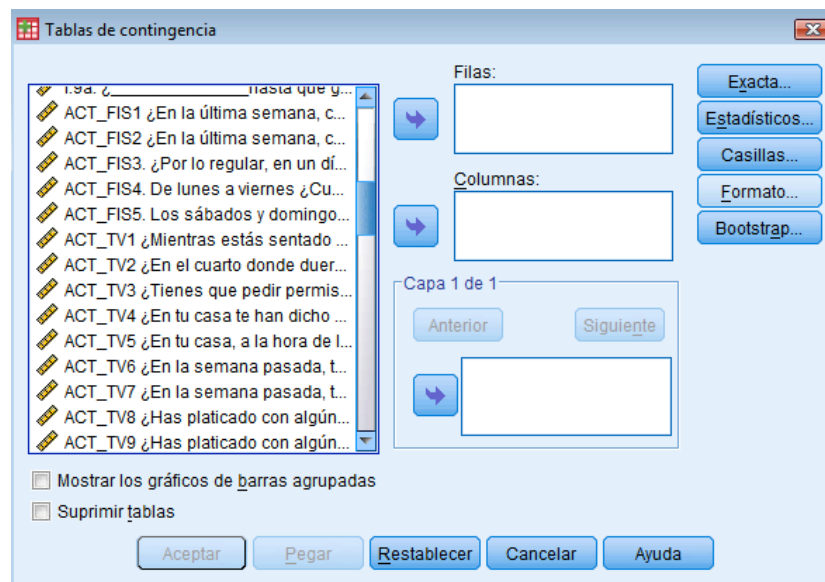 Tablas de contingencia
hasta que g...
ACT_FIS1 ¿En la última semana, c...
ACT_FIS2 ¿En la última semana, c...
ACT_FIS3. ¿Por lo regular, en un dí...
ACT_FIS4. De lunes a viernes ¿Cu...
ACT_FIS5. Los sábados y domingo...
ACT_TV1 ¿Mientras estás sentado ...
ACT_TV2 ¿En el cuarto donde duer...
ACT_TV3 ¿Tienes que pedir permis...
ACT_TV4 ¿En tu casa te han dicho ...
ACT_TV5 ¿En tu casa, a la hora de l...
ACT_TV6 ¿En la semana pasada, t...
ACT_TV7 ¿En la semana pasada, t...
ACT_TV8 ¿Has platicado con algún...
ACT_TV9 ¿Has platicado con algún...
Filas:
Columnas:
Capa 1 de 1
Anterior
Siguiente
Exacta...
Estadísticos...
Casillas...
Formato...
Bootstrap...
Mostrar los gráficos de barras agrupadas
Suprimir tablas
Aceptar
Pegar
Restablecer
Cancelar
Ayuda